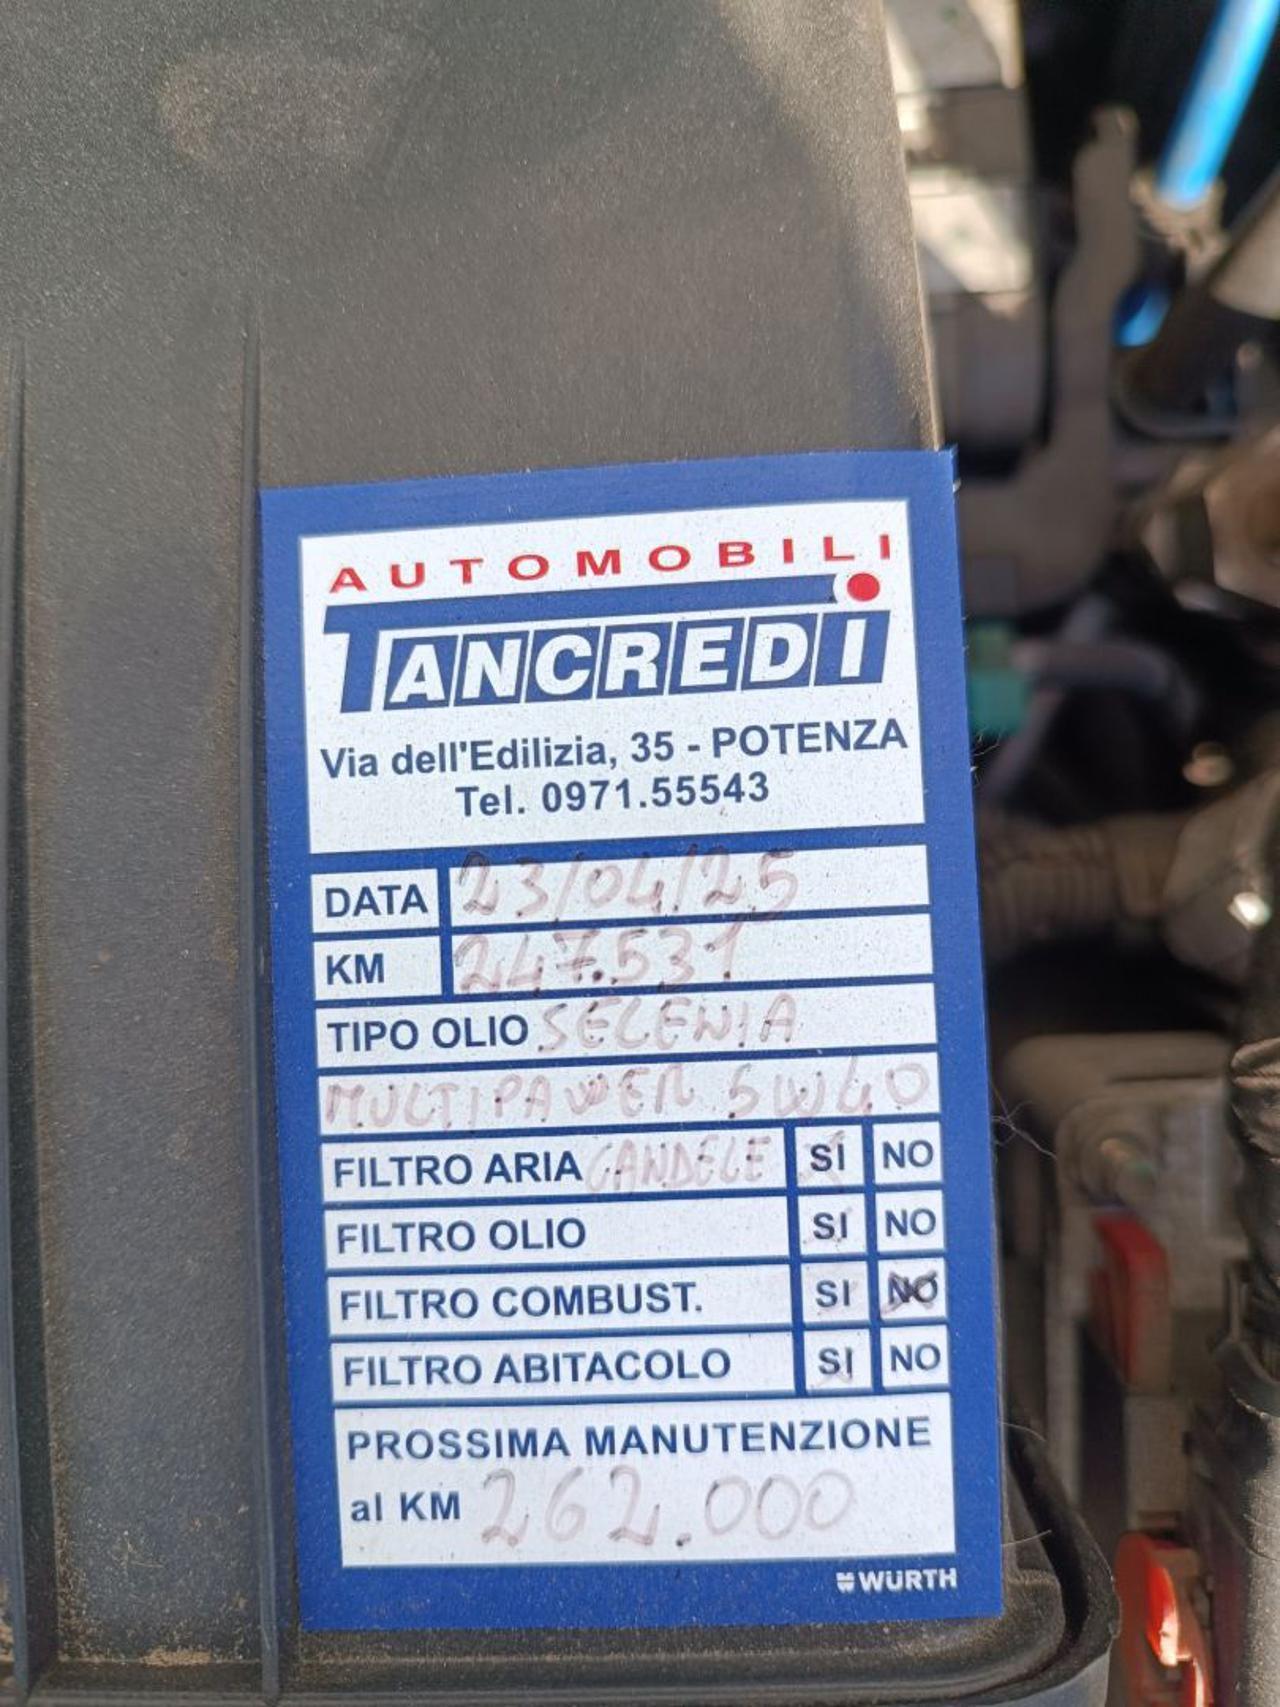 AUTOMOBILI
TANCREDI
Via dell'Edilizia, 35 - POTENZA
Tel. 0971.55543
DATA 23/04/25
KM 247.531
TIPO OLIO SELENIA
MULTIPAWER 5W40
FILTRO ARIA CANDELE SI NO
FILTRO OLIO SI NO
FILTRO COMBUST. SI NO
FILTRO ABITACOLO SI NO
PROSSIMA MANUTENZIONE
al KM 262.000
WÜRTH